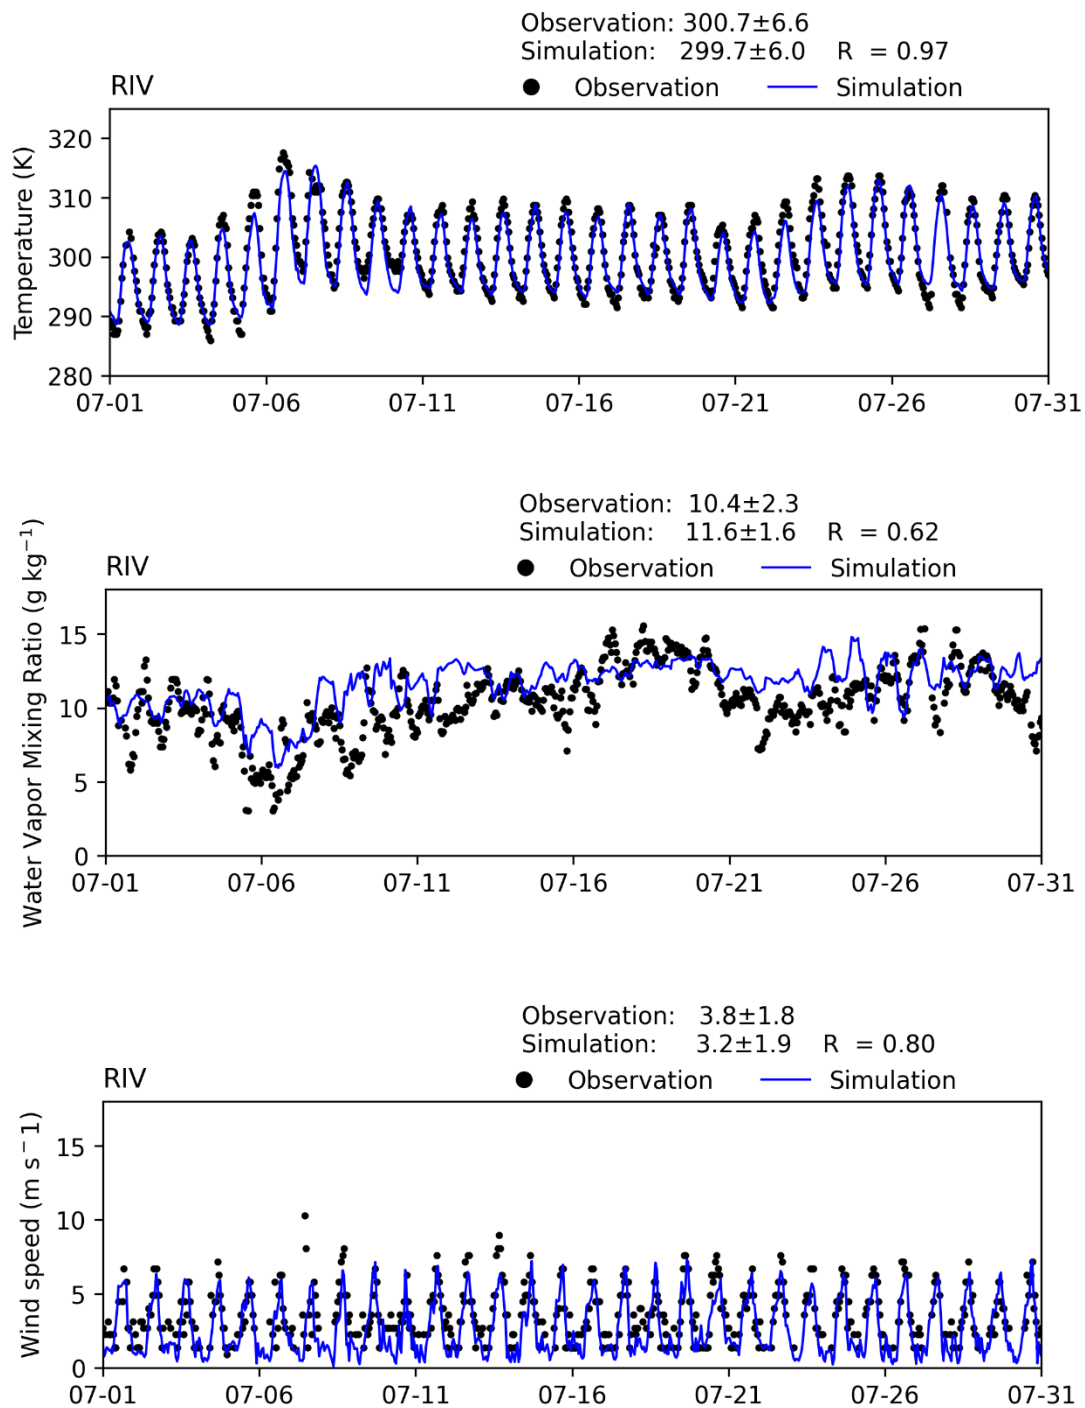 Observation: 300.7±6.6
Simulation: 299.7±6.0 R = 0.97
RIV
Observation Simulation
Temperature (K)
320
310
300
290
280
07-01 07-06 07-11 07-16 07-21 07-26 07-31
Observation: 10.4±2.3
Simulation: 11.6±1.6 R = 0.62
RIV
Observation Simulation
Water Vapor Mixing Ratio (g kg⁻¹)
15
10
5
0
07-01 07-06 07-11 07-16 07-21 07-26 07-31
Observation: 3.8±1.8
Simulation: 3.2±1.9 R = 0.80
RIV
Observation Simulation
Wind speed (m s⁻1)
15
10
5
0
07-01 07-06 07-11 07-16 07-21 07-26 07-31